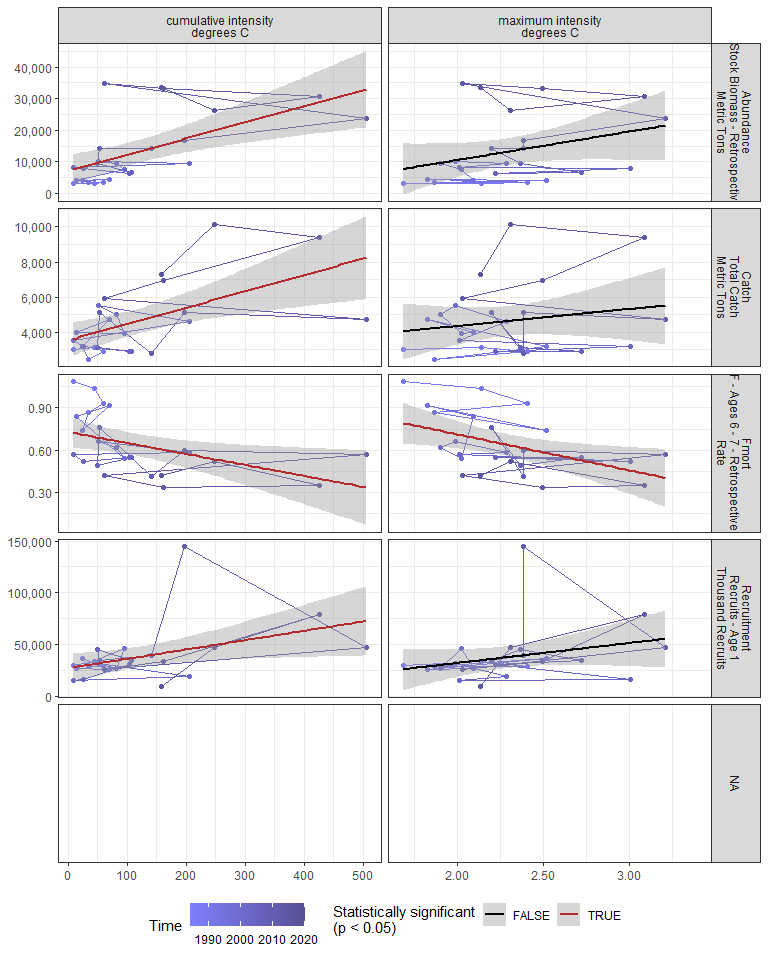 cumulative intensity
degrees C
maximum intensity
degrees C
40,000
30,000
20,000
10,000
0
Abundance
Stock Biomass - Retrospectiv
Metric Tons
10,000
8,000
6,000
4,000
Catch
Total Catch
Metric Tons
0.90
0.60
0.30
Fmort
F - Ages 6 - 7 - Retrospective
Rate
150,000
100,000
50,000
0
Recruitment
Recruits - Age 1
Thousand Recruits
NA
0 100 200 300 400 500
2.00 2.50 3.00
Time
1990 2000 2010 2020
Statistically significant
(p < 0.05)
FALSE
TRUE